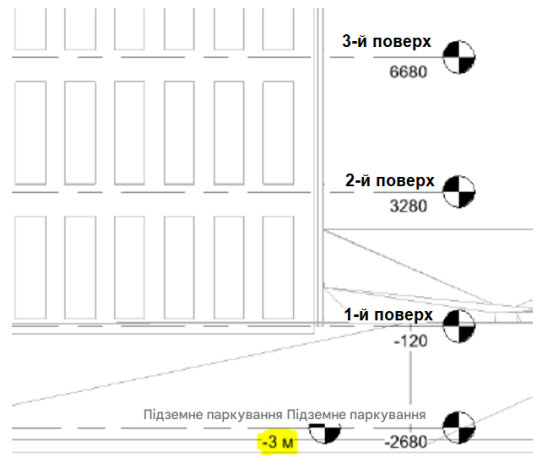 3-й поверх
6680
2-й поверх
3280
1-й поверх
-120
Підземне паркування Підземне паркування
-3 м -2680